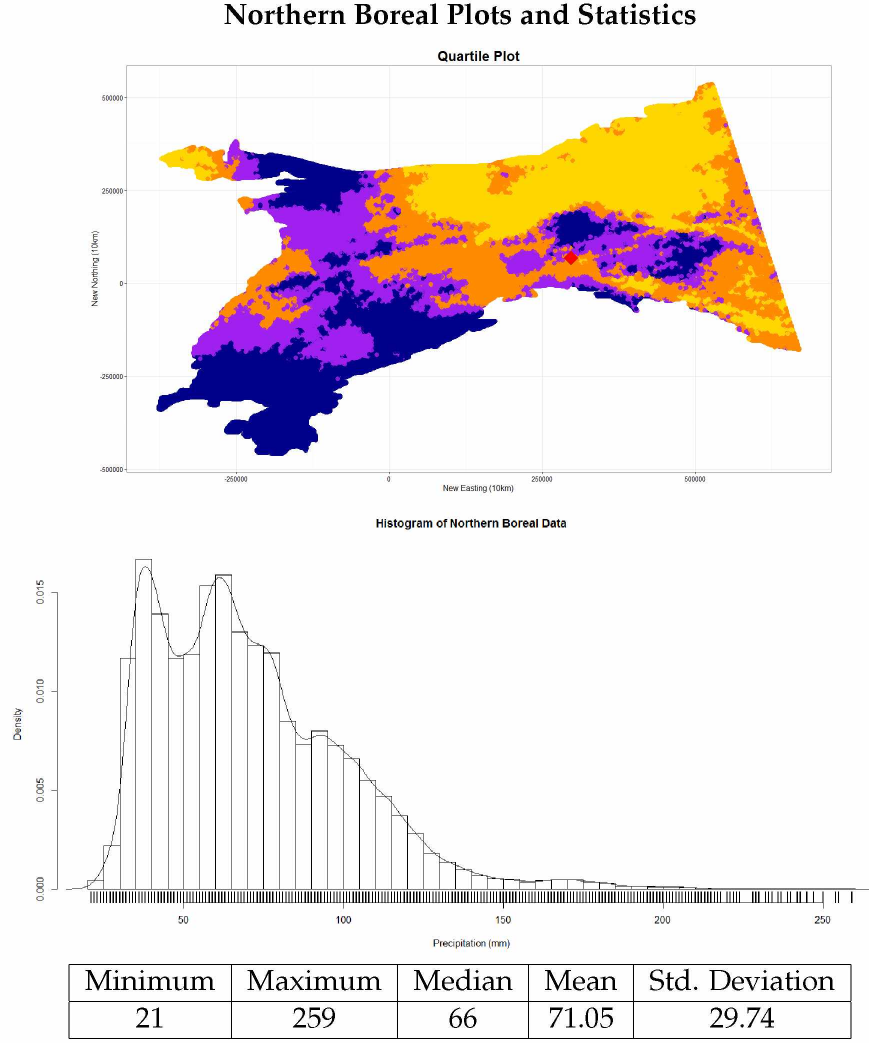 Northern Boreal Plots and Statistics
Quartile Plot
500000
250000
0
-250000
-500000
New Northing (10km)
-250000 0 250000 500000
New Easting (10km)
Histogram of Northern Boreal Data
0.015
0.010
0.005
0.000
Density
50 100 150 200 250
Precipitation (mm)
Minimum Maximum Median Mean Std. Deviation
21 259 66 71.05 29.74